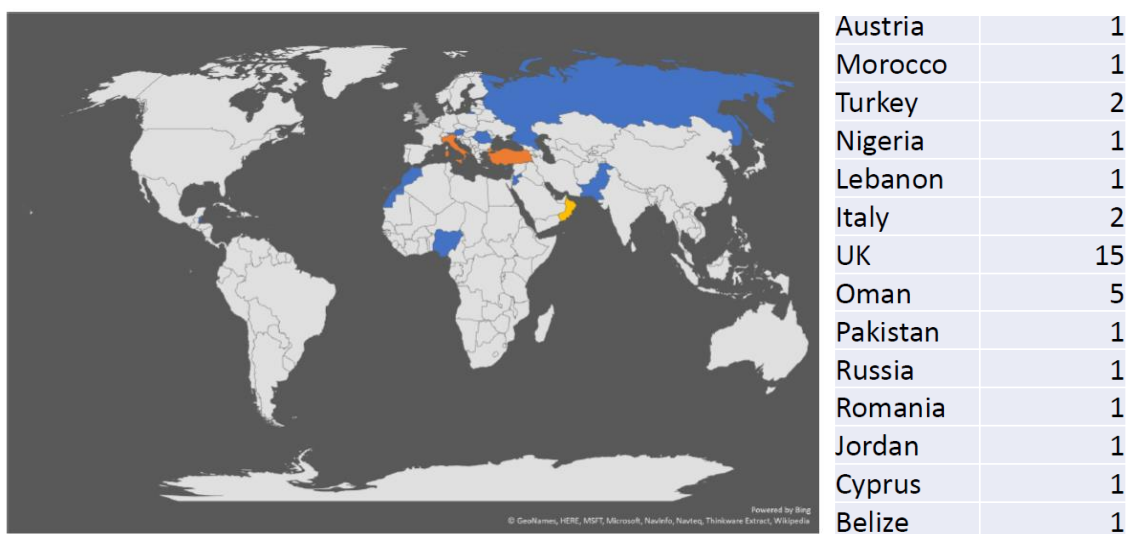 Austria 1
Morocco 1
Turkey 2
Nigeria 1
Lebanon 1
Italy 2
UK 15
Oman 5
Pakistan 1
Russia 1
Romania 1
Jordan 1
Cyprus 1
Belize 1
Powered by Bing
© GeoNames, HERE, MSFT, Microsoft, NavInfo, Navteq, Thinkware Extract, Wikipedia